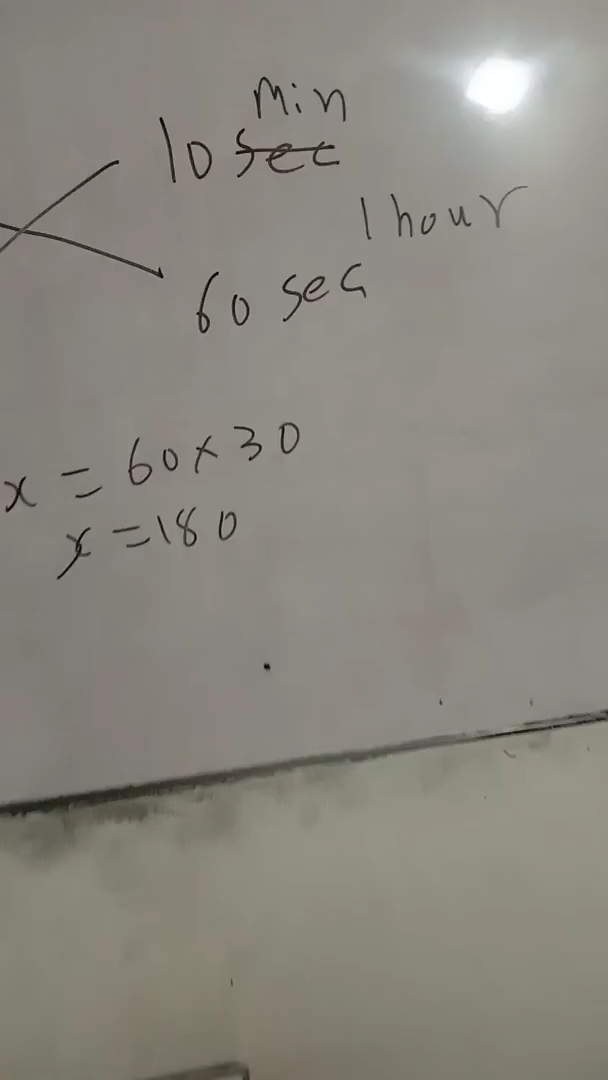 min
10 sec
1 hour
60 sec
x = 60 x 30
x = 180